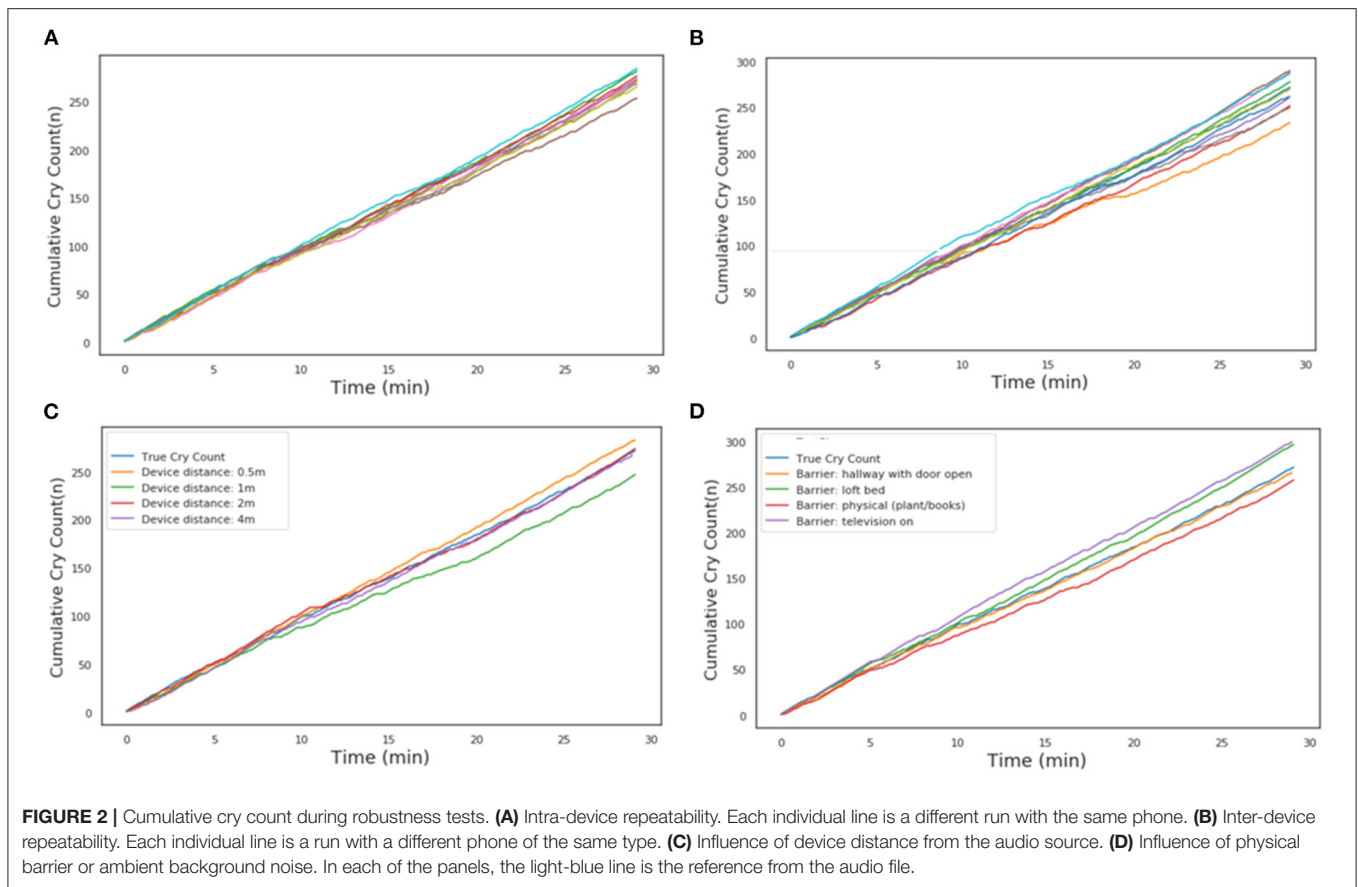 A
Cumulative Cry Count(n)
250
200
150
100
50
0
0 5 10 15 20 25 30
Time (min)
B
Cumulative Cry Count(n)
300
250
200
150
100
50
0
0 5 10 15 20 25 30
Time (min)
C
Cumulative Cry Count(n)
250
200
150
100
50
0
True Cry Count
Device distance: 0.5m
Device distance: 1m
Device distance: 2m
Device distance: 4m
0 5 10 15 20 25 30
Time (min)
D
Cumulative Cry Count(n)
300
250
200
150
100
50
0
True Cry Count
Barrier: hallway with door open
Barrier: loft bed
Barrier: physical (plant/books)
Barrier: television on
0 5 10 15 20 25 30
Time (min)
FIGURE 2 | Cumulative cry count during robustness tests. (A) Intra-device repeatability. Each individual line is a different run with the same phone. (B) Inter-device
repeatability. Each individual line is a run with a different phone of the same type. (C) Influence of device distance from the audio source. (D) Influence of physical
barrier or ambient background noise. In each of the panels, the light-blue line is the reference from the audio file.